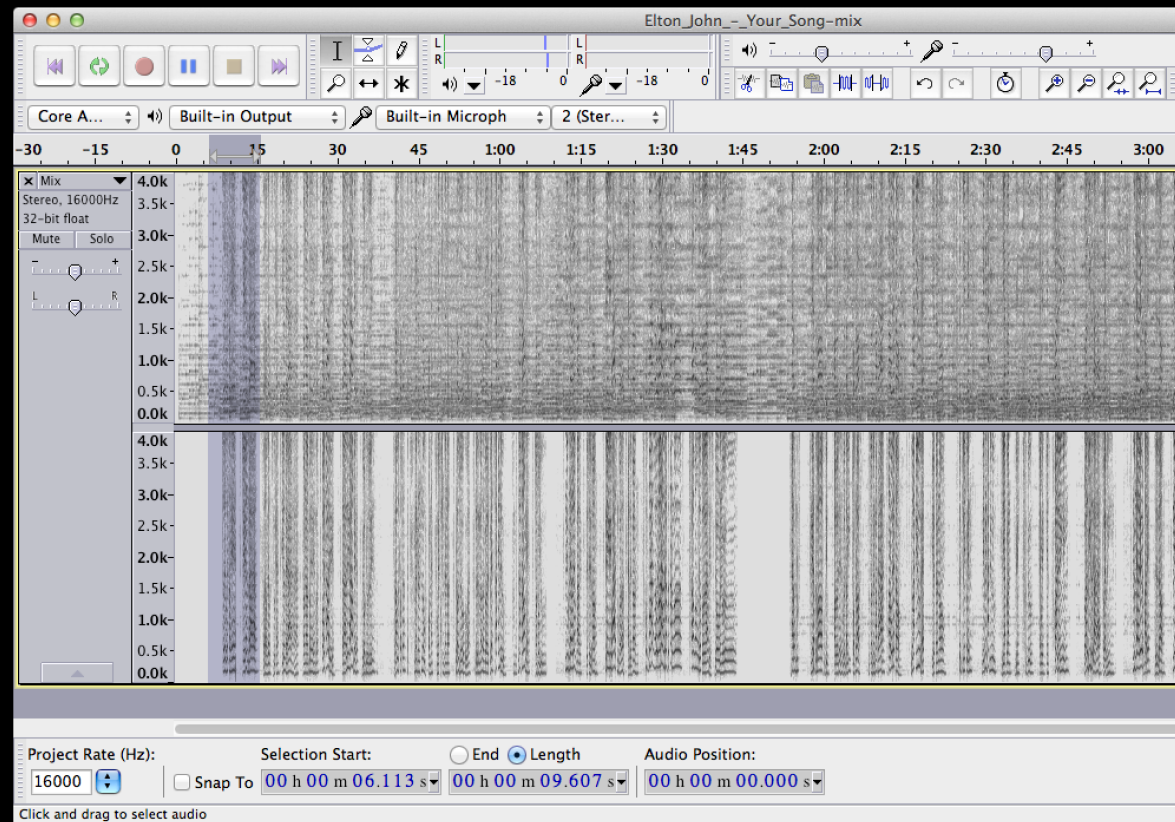 Elton_John_-_Your_Song-mix
L
R
-18 0
L
R
-18 0
- +
- +
Core A... Built-in Output Built-in Microph 2 (Ster...
-30 -15 0 15 30 45 1:00 1:15 1:30 1:45 2:00 2:15 2:30 2:45 3:00
Mix
Stereo, 16000Hz
32-bit float
Mute Solo
- +
L R
4.0k
3.5k
3.0k
2.5k
2.0k
1.5k
1.0k
0.5k
0.0k
4.0k
3.5k
3.0k
2.5k
2.0k
1.5k
1.0k
0.5k
0.0k
Project Rate (Hz): Selection Start: End Length Audio Position:
16000 Snap To 00 h 00 m 06.113 s 00 h 00 m 09.607 s 00 h 00 m 00.000 s
Click and drag to select audio